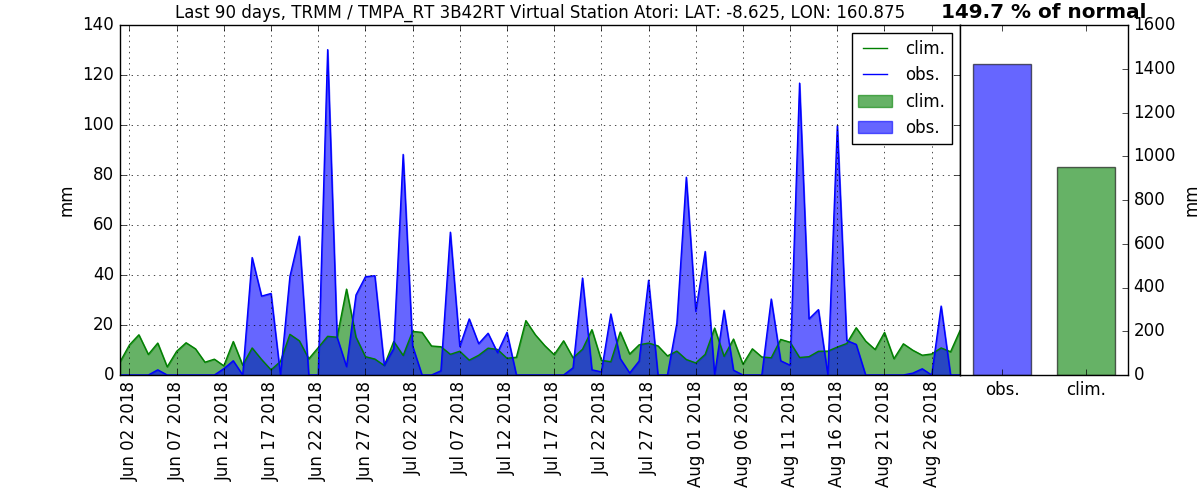 Last 90 days, TRMM / TMPA_RT 3B42RT Virtual Station Atori: LAT: -8.625, LON: 160.875
149.7 % of normal
140
120
100
80
60
40
20
0
mm
clim.
obs.
clim.
obs.
Jun 02 2018
Jun 07 2018
Jun 12 2018
Jun 17 2018
Jun 22 2018
Jun 27 2018
Jul 02 2018
Jul 07 2018
Jul 12 2018
Jul 17 2018
Jul 22 2018
Jul 27 2018
Aug 01 2018
Aug 06 2018
Aug 11 2018
Aug 16 2018
Aug 21 2018
Aug 26 2018
1600
1400
1200
1000
800
600
400
200
0
mm
obs.
clim.